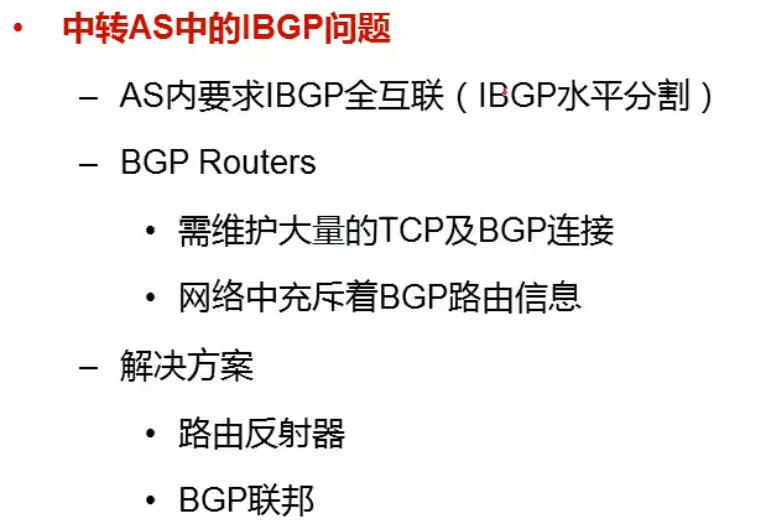 • 中转AS中的IBGP问题
– AS内要求IBGP全互联（IBGP水平分割）
– BGP Routers
• 需维护大量的TCP及BGP连接
• 网络中充斥着BGP路由信息
– 解决方案
• 路由反射器
• BGP联邦